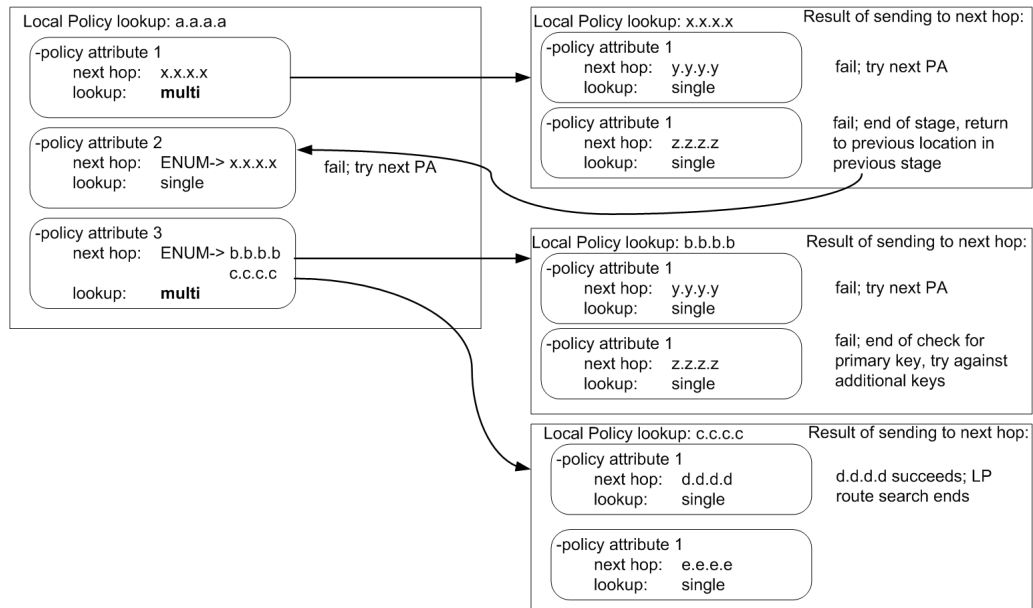 Local Policy lookup: a.a.a.a
-policy attribute 1
next hop: x.x.x.x
lookup: multi
-policy attribute 2
next hop: ENUM-> x.x.x.x
lookup: single
-policy attribute 3
next hop: ENUM-> b.b.b.b
c.c.c.c
lookup: multi
fail; try next PA
Local Policy lookup: x.x.x.x
Result of sending to next hop:
-policy attribute 1
next hop: y.y.y.y
lookup: single
fail; try next PA
-policy attribute 1
next hop: z.z.z.z
lookup: single
fail; end of stage, return
to previous location in
previous stage
Local Policy lookup: b.b.b.b
Result of sending to next hop:
-policy attribute 1
next hop: y.y.y.y
lookup: single
fail; try next PA
-policy attribute 1
next hop: z.z.z.z
lookup: single
fail; end of check for
primary key, try against
additional keys
Local Policy lookup: c.c.c.c
Result of sending to next hop:
-policy attribute 1
next hop: d.d.d.d
lookup: single
d.d.d.d succeeds; LP
route search ends
-policy attribute 1
next hop: e.e.e.e
lookup: single